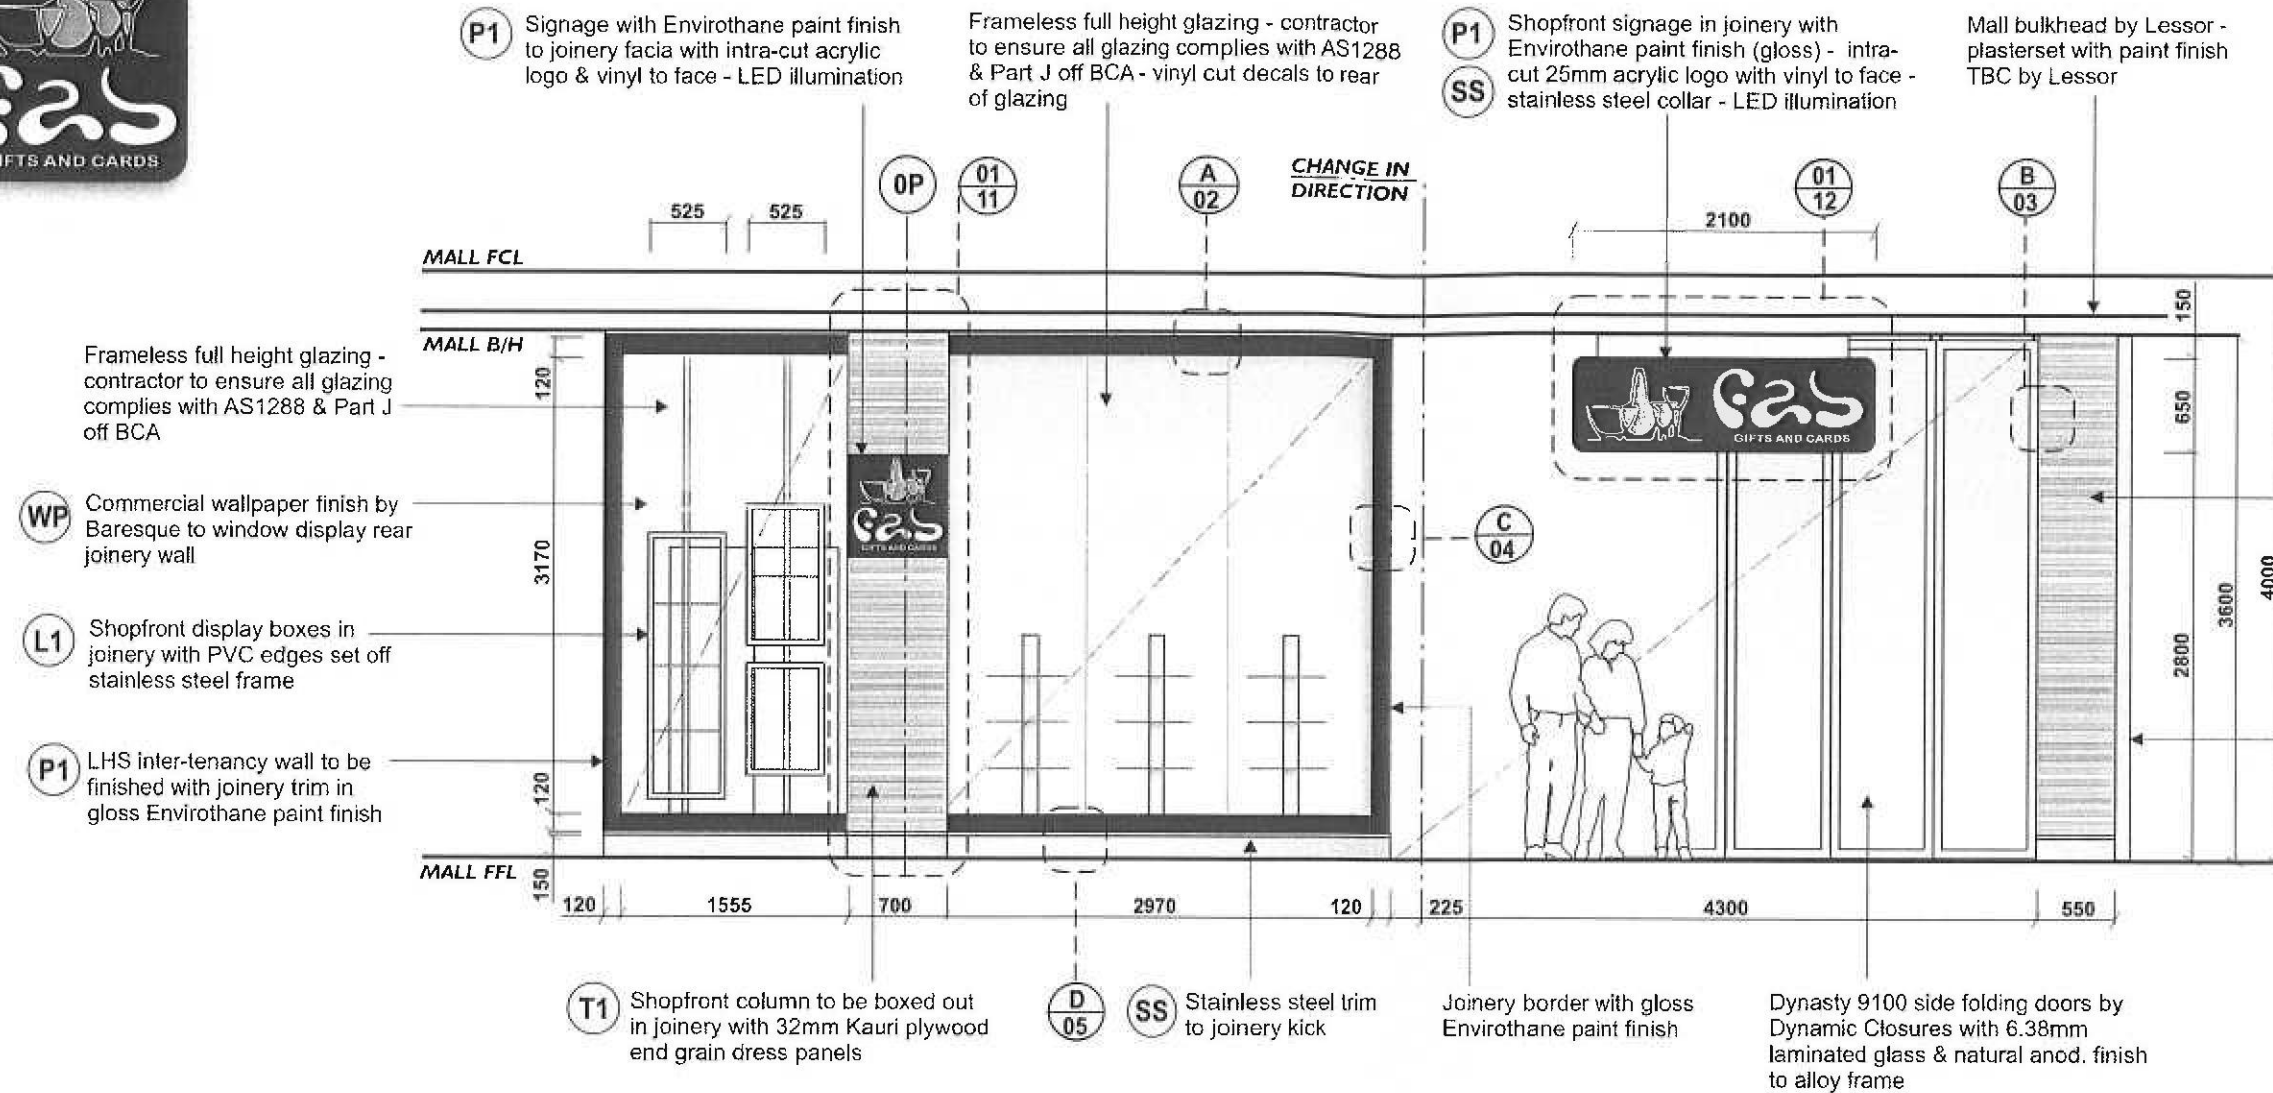 GIFTS AND CARDS
P1
Signage with Envirothane paint finish
to joinery facia with intra-cut acrylic
logo & vinyl to face - LED illumination
Frameless full height glazing - contractor
to ensure all glazing complies with AS1288
& Part J off BCA - vinyl cut decals to rear
of glazing
P1
SS
Shopfront signage in joinery with
Envirothane paint finish (gloss) - intra-
cut 25mm acrylic logo with vinyl to face -
stainless steel collar - LED illumination
Mall bulkhead by Lessor -
plasterset with paint finish
TBC by Lessor
0P
01
11
A
02
CHANGE IN
DIRECTION
01
12
B
03
525
525
2100
MALL FCL
MALL B/H
150
Frameless full height glazing -
contractor to ensure all glazing
complies with AS1288 & Part J
off BCA
120
650
GIFTS AND CARDS
WP
Commercial wallpaper finish by
Baresque to window display rear
joinery wall
3170
GIFTS AND CARDS
C
04
L1
Shopfront display boxes in
joinery with PVC edges set off
stainless steel frame
2800
3600
4000
P1
LHS inter-tenancy wall to be
finished with joinery trim in
gloss Envirothane paint finish
120
MALL FFL
150
120
1555
700
2970
120
225
4300
550
T1
Shopfront column to be boxed out
in joinery with 32mm Kauri plywood
end grain dress panels
D
05
SS
Stainless steel trim
to joinery kick
Joinery border with gloss
Envirothane paint finish
Dynasty 9100 side folding doors by
Dynamic Closures with 6.38mm
laminated glass & natural anod. finish
to alloy frame